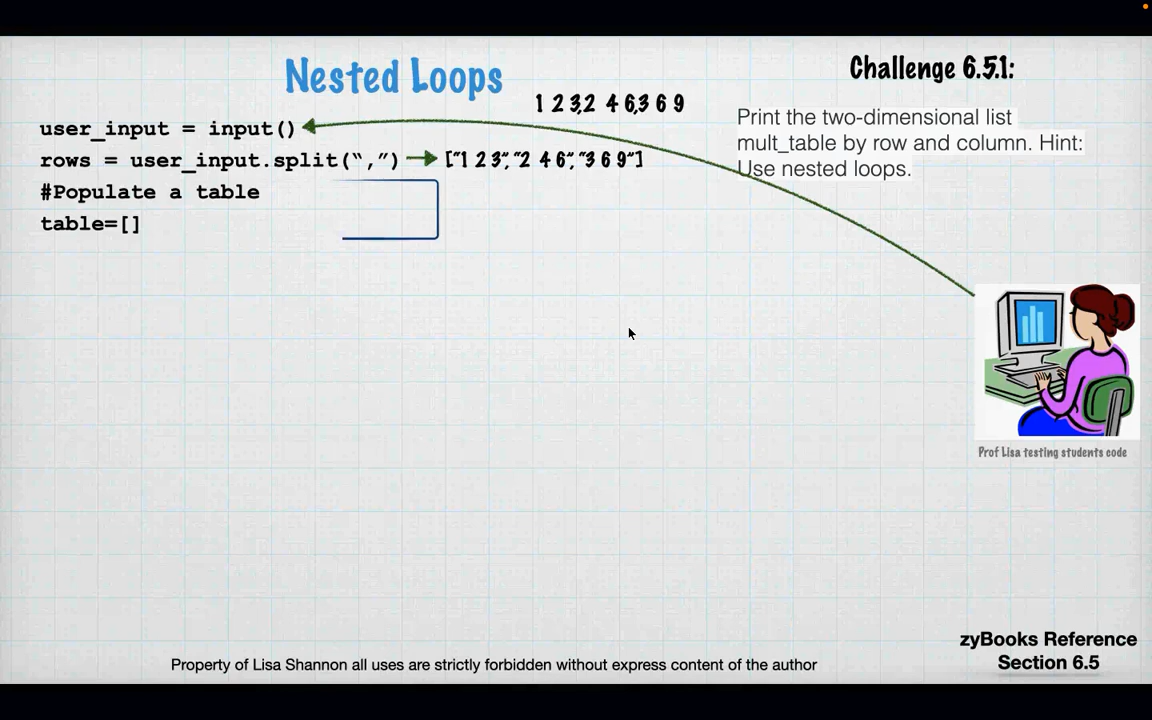 Nested Loops
Challenge 6.5.1:
1 2 3,2  4 6,3 6 9
Print the two-dimensional list
mult_table by row and column. Hint:
Use nested loops.
user_input = input()
rows = user_input.split(“,”)
["1 2 3","2  4 6","3 6 9"]
#Populate a table
table=[]
Prof Lisa testing students code
zyBooks Reference
Section 6.5
Property of Lisa Shannon all uses are strictly forbidden without express content of the author